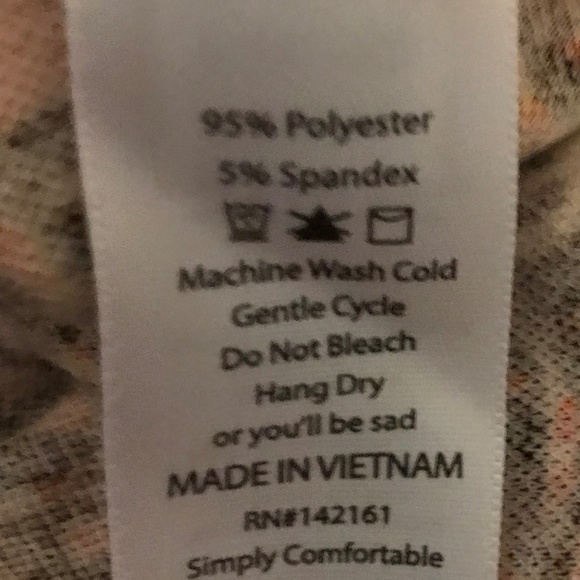 95% Polyester
5% Spandex
Machine Wash Cold
Gentle Cycle
Do Not Bleach
Hang Dry
or you'll be sad
MADE IN VIETNAM
RN#142161
Simply Comfortable